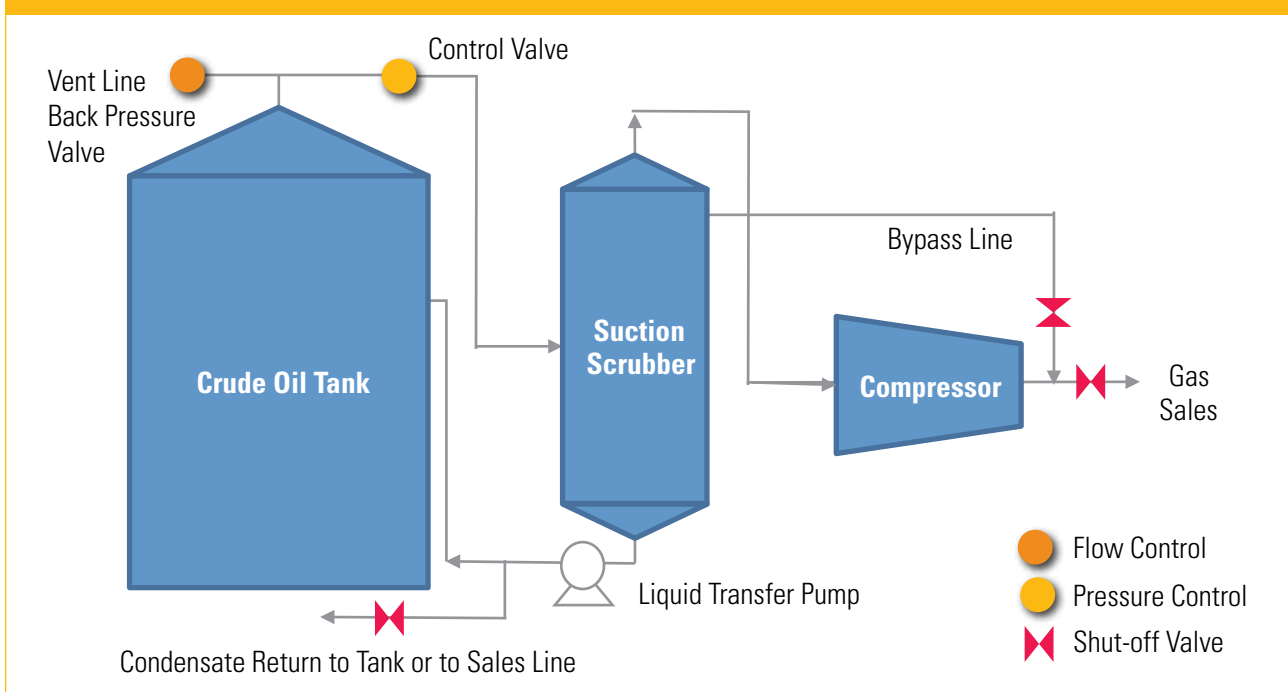 Control Valve
Vent Line
Back Pressure
Valve
Bypass Line
Suction
Scrubber
Crude Oil Tank
Compressor
Gas
Sales
Liquid Transfer Pump
Condensate Return to Tank or to Sales Line
Flow Control
Pressure Control
Shut-off Valve